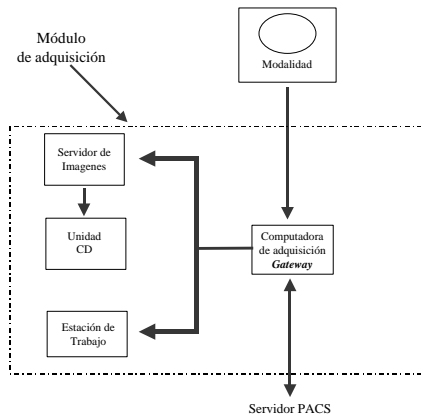 Módulo
de adquisición
Modalidad
Servidor de
Imagenes
Unidad
CD
Computadora
de adquisición
Gateway
Estación de
Trabajo
Servidor PACS